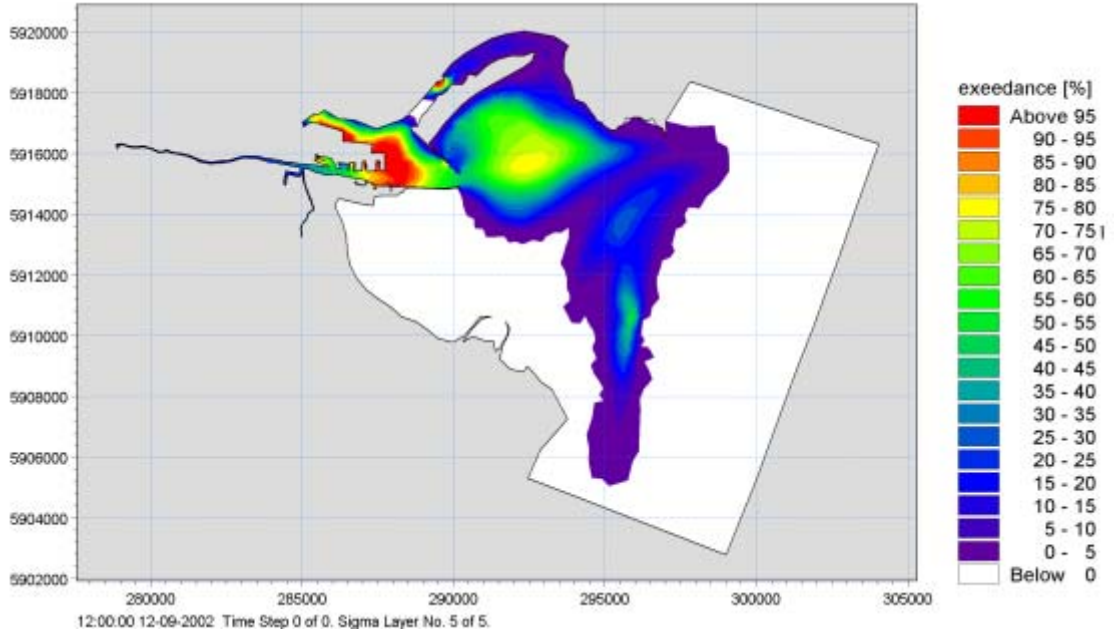 5920000
5918000
5916000
5914000
5912000
5910000
5908000
5906000
5904000
5902000
280000 285000 290000 295000 300000 305000
12:00:00 12-09-2002 Time Step 0 of 0. Sigma Layer No. 5 of 5.
exeedance [%]
Above 95
90 - 95
85 - 90
80 - 85
75 - 80
70 - 75
65 - 70
60 - 65
55 - 60
50 - 55
45 - 50
40 - 45
35 - 40
30 - 35
25 - 30
20 - 25
15 - 20
10 - 15
5 - 10
0 - 5
Below 0